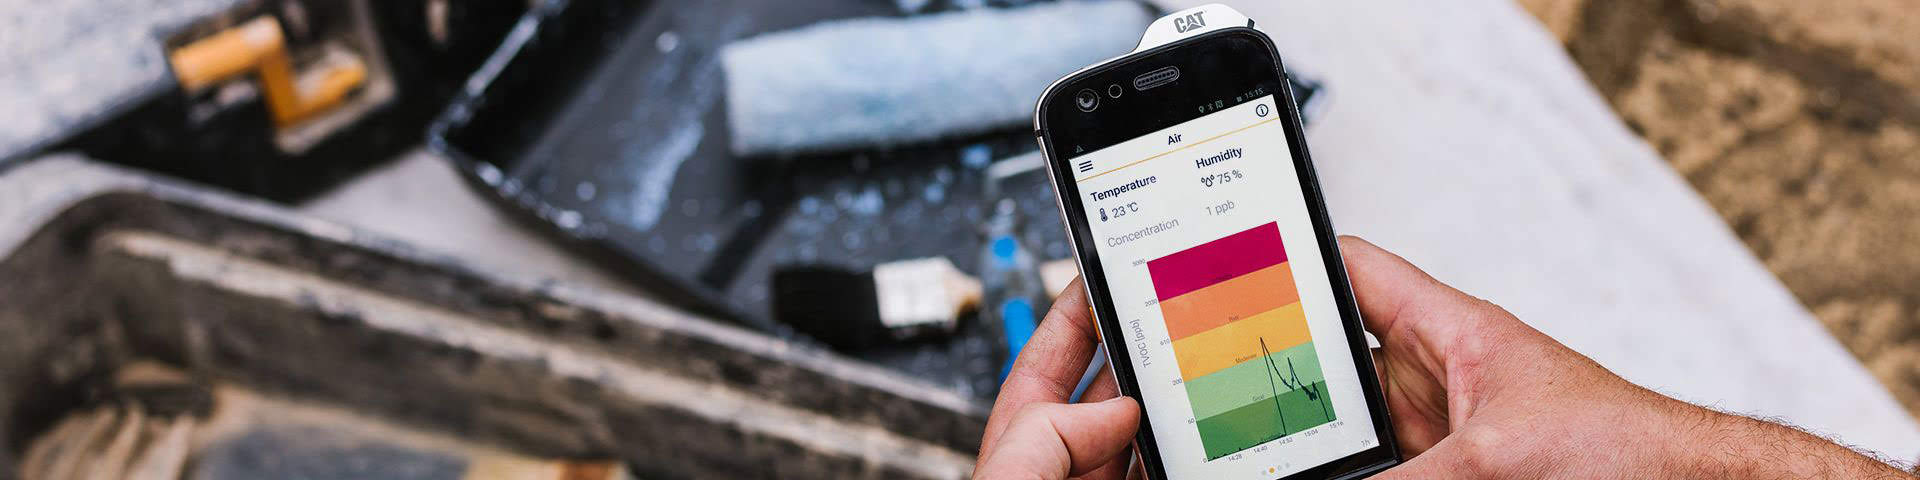 CAT
15:15
Air
Temperature
Humidity
23 °C
75 %
Concentration
1 ppb
TVOC [ppb]
Moderate
Good
14:28
14:40
14:52
15:04
15:16
1h